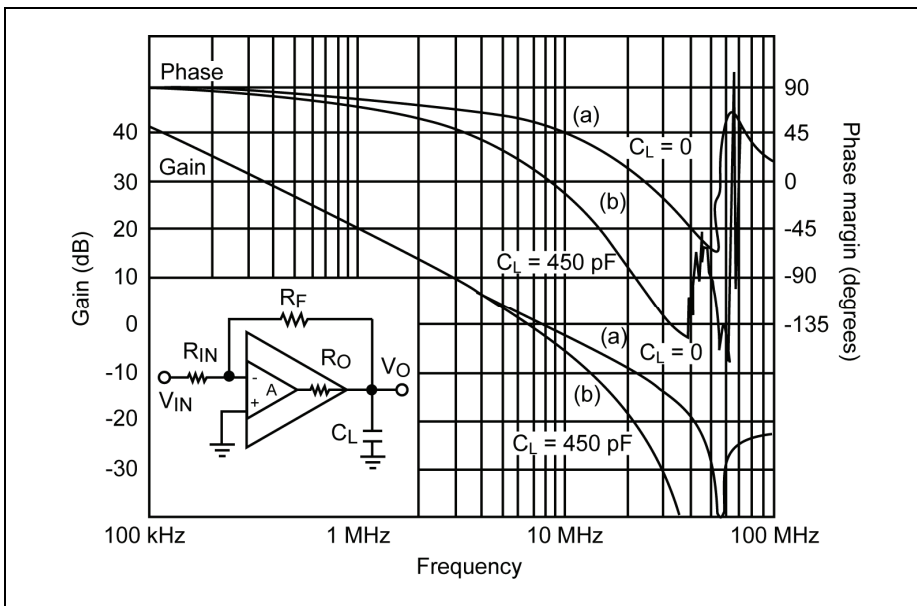 Phase
Gain
(a)
C_L = 0
(b)
C_L = 450 pF
C_L = 0
(a)
(b)
C_L = 450 pF
40
30
20
10
0
-10
-20
-30
Gain (dB)
90
45
0
-45
-90
-135
Phase margin (degrees)
R_F
R_IN
R_O
V_O
V_IN
-
A
+
C_L
100 kHz
1 MHz
10 MHz
100 MHz
Frequency